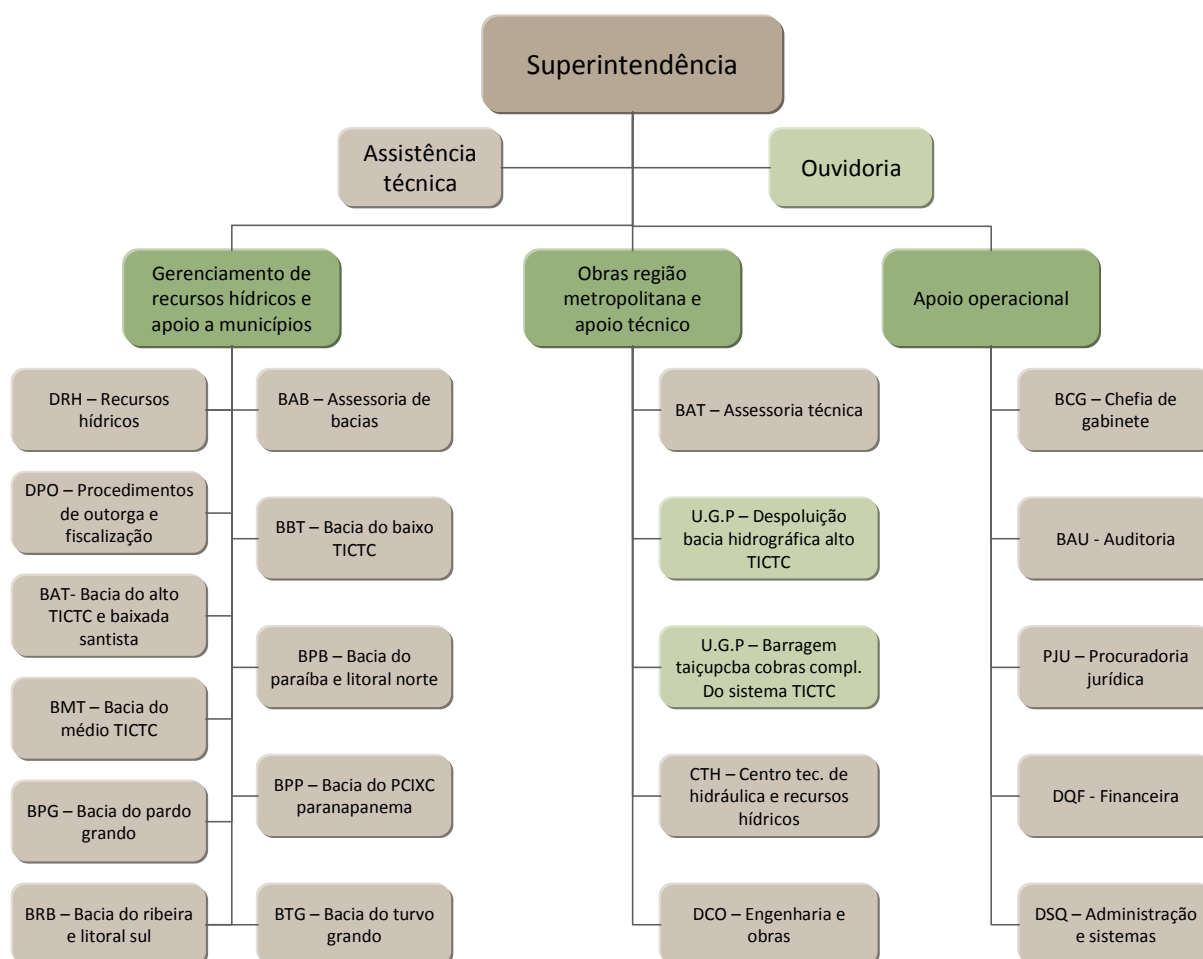 Superintendência
Assistência
técnica
Ouvidoria
Gerenciamento de
recursos hídricos e
apoio a municípios
Obras região
metropolitana e
apoio técnico
Apoio operacional
DRH – Recursos
hídricos
DPO – Procedimentos
de outorga e
fiscalização
BAT- Bacia do alto
TICTC e baixada
santista
BMT – Bacia do
médio TICTC
BPG – Bacia do pardo
grando
BRB – Bacia do ribeira
e litoral sul
BAB – Assessoria de
bacias
BBT – Bacia do baixo
TICTC
BPB – Bacia do
paraíba e litoral norte
BPP – Bacia do PCIXC
paranapanema
BTG – Bacia do turvo
grando
BAT – Assessoria técnica
U.G.P – Despoluição
bacia hidrográfica alto
TICTC
U.G.P – Barragem
taiçupcba cobras compl.
Do sistema TICTC
CTH – Centro tec. de
hidráulica e recursos
hídricos
DCO – Engenharia e
obras
BCG – Chefia de
gabinete
BAU - Auditoria
PJU – Procuradoria
jurídica
DQF - Financeira
DSQ – Administração
e sistemas